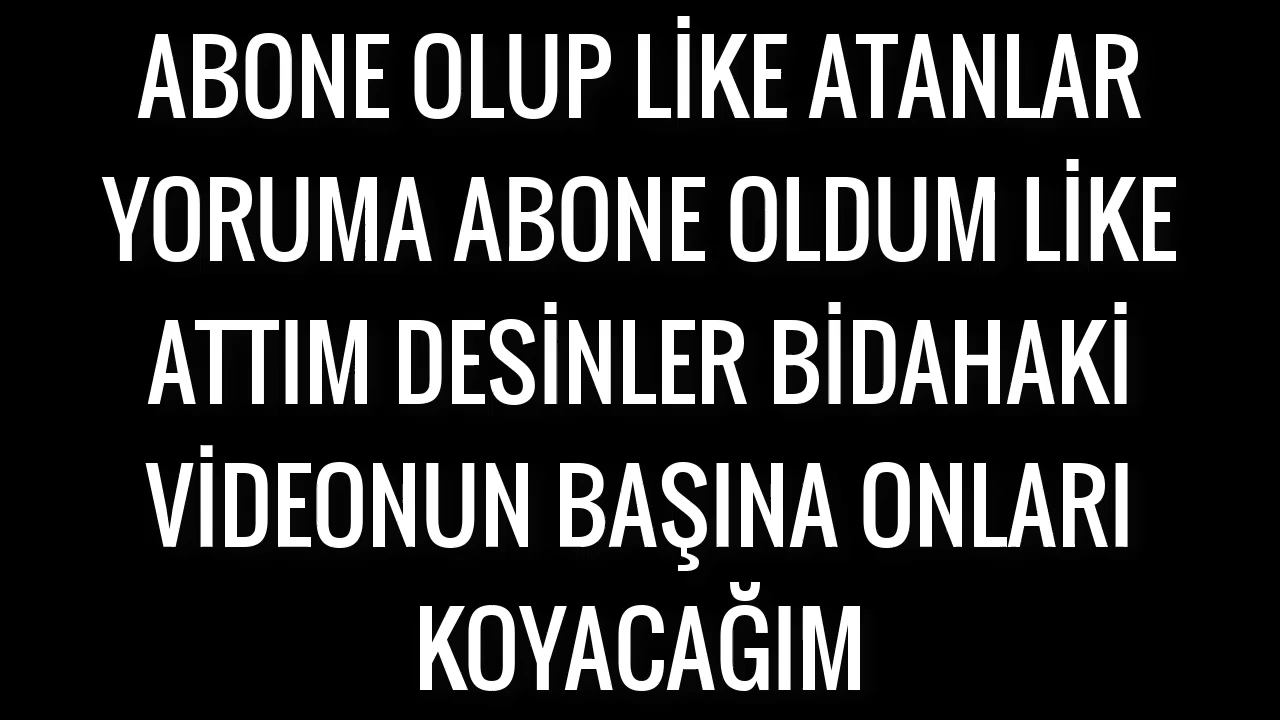 ABONE OLUP LİKE ATANLAR
YORUMA ABONE OLDUM LİKE
ATTIM DESİNLER BİDAHAKİ
VİDEONUN BAŞINA ONLARI
KOYACAĞIM